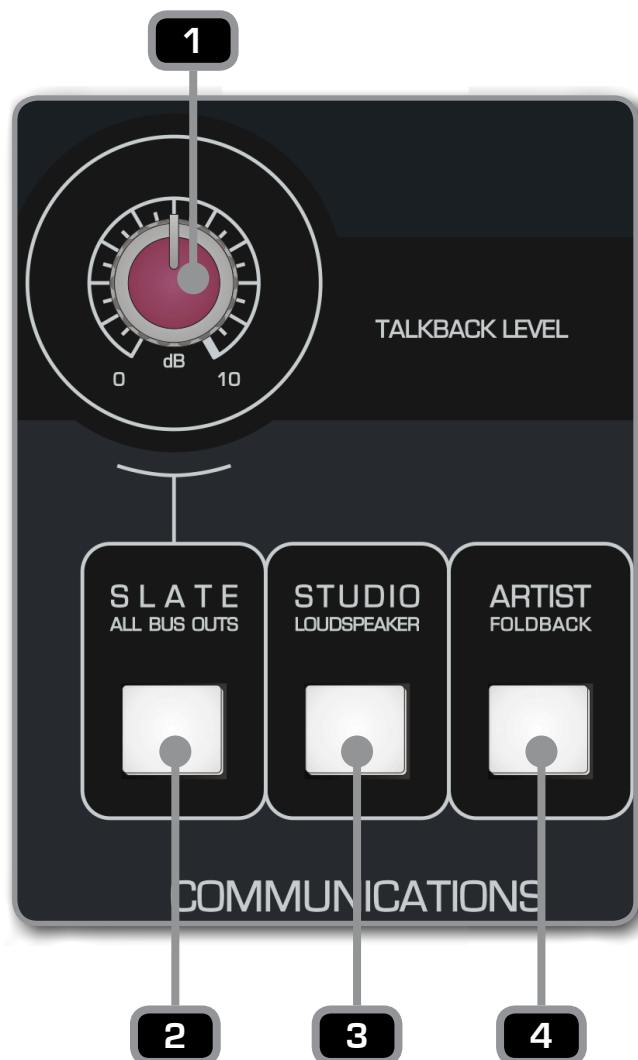 1
TALKBACK LEVEL
dB
0 10
SLATE STUDIO ARTIST
ALL BUS OUTS LOUDSPEAKER FOLDBACK
COMMUNICATIONS
2 3 4